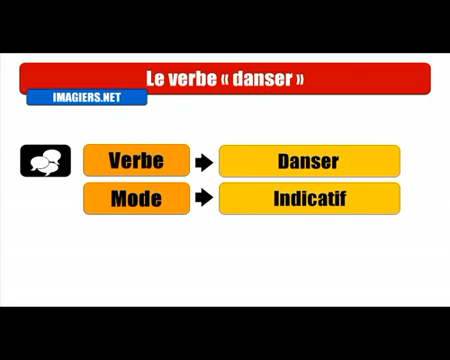 Le verbe « danser »
IMAGIERS.NET
Verbe Danser
Mode Indicatif